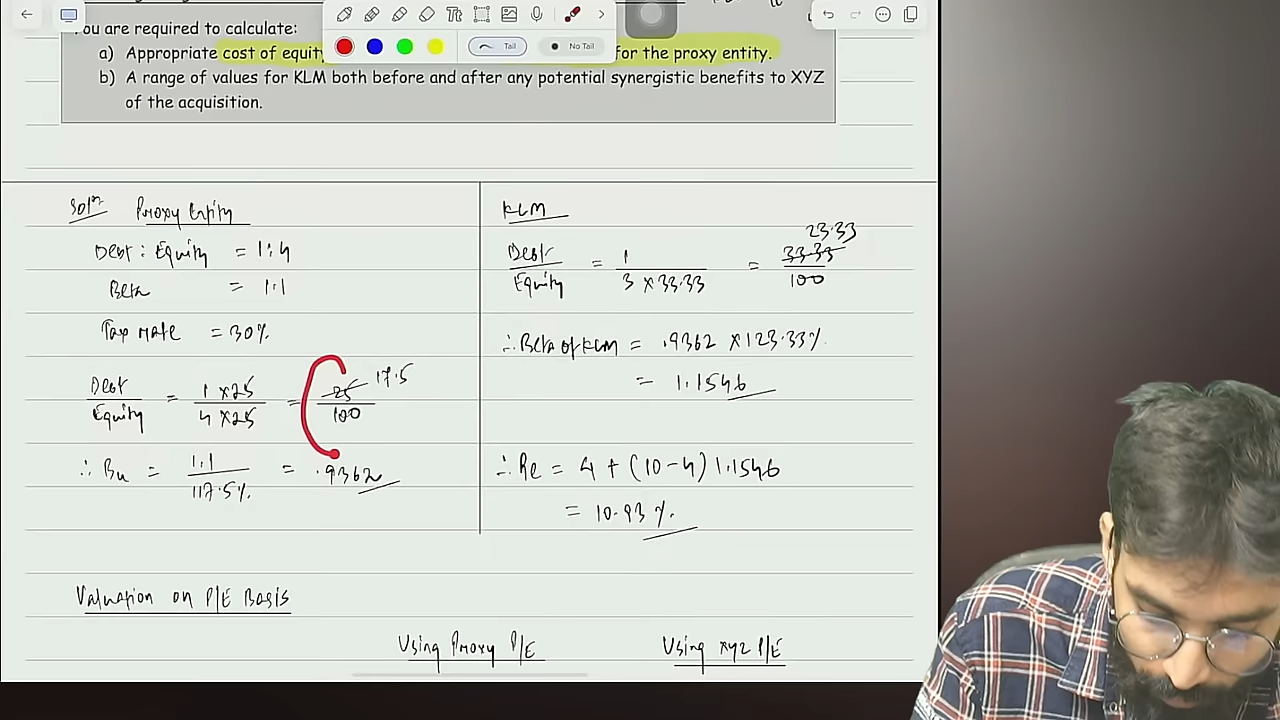 You are required to calculate:
a) Appropriate cost of equity for the proxy entity.
b) A range of values for KLM both before and after any potential synergistic benefits to XYZ
of the acquisition.
Tail
No Tail
Soln Proxy Entity
Debt : Equity = 1:4
Beta = 1.1
Tax rate = 30%
Debt/Equity = 1 x 25/4 x 25 = 25/100 17.5
∴ Bu = 1.1/117.5% = .9362
KLM
Debt/Equity = 1/3 x 33.33 = 33.33/100 23.33
∴ Beta of KLM = .9362 x 123.33%
= 1.1546
∴ Re = 4 + (10-4) 1.1546
= 10.93 %.
Valuation on P/E Basis
Using Proxy P/E
Using XYZ P/E